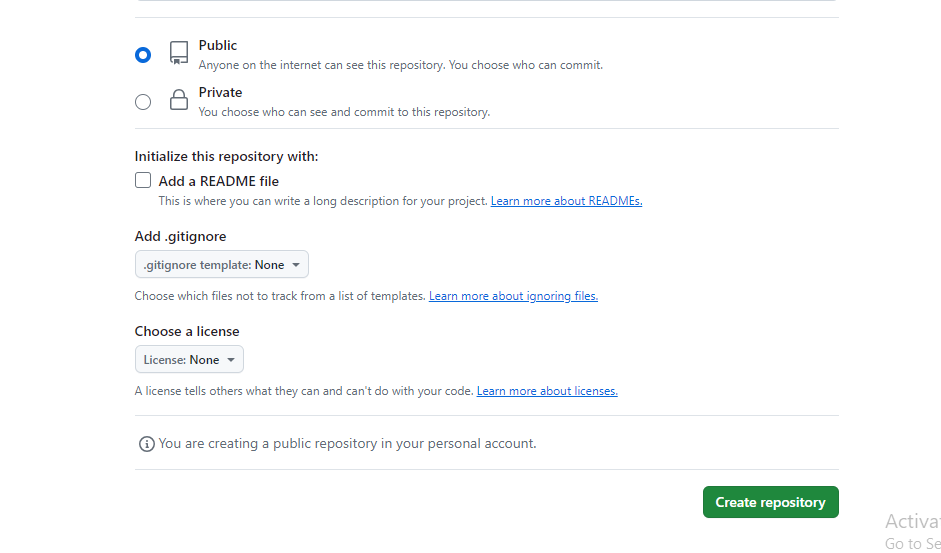 Public
Anyone on the internet can see this repository. You choose who can commit.
Private
You choose who can see and commit to this repository.
Initialize this repository with:
Add a README file
This is where you can write a long description for your project. Learn more about READMEs.
Add .gitignore
.gitignore template: None
Choose which files not to track from a list of templates. Learn more about ignoring files.
Choose a license
License: None
A license tells others what they can and can't do with your code. Learn more about licenses.
You are creating a public repository in your personal account.
Create repository
Go to